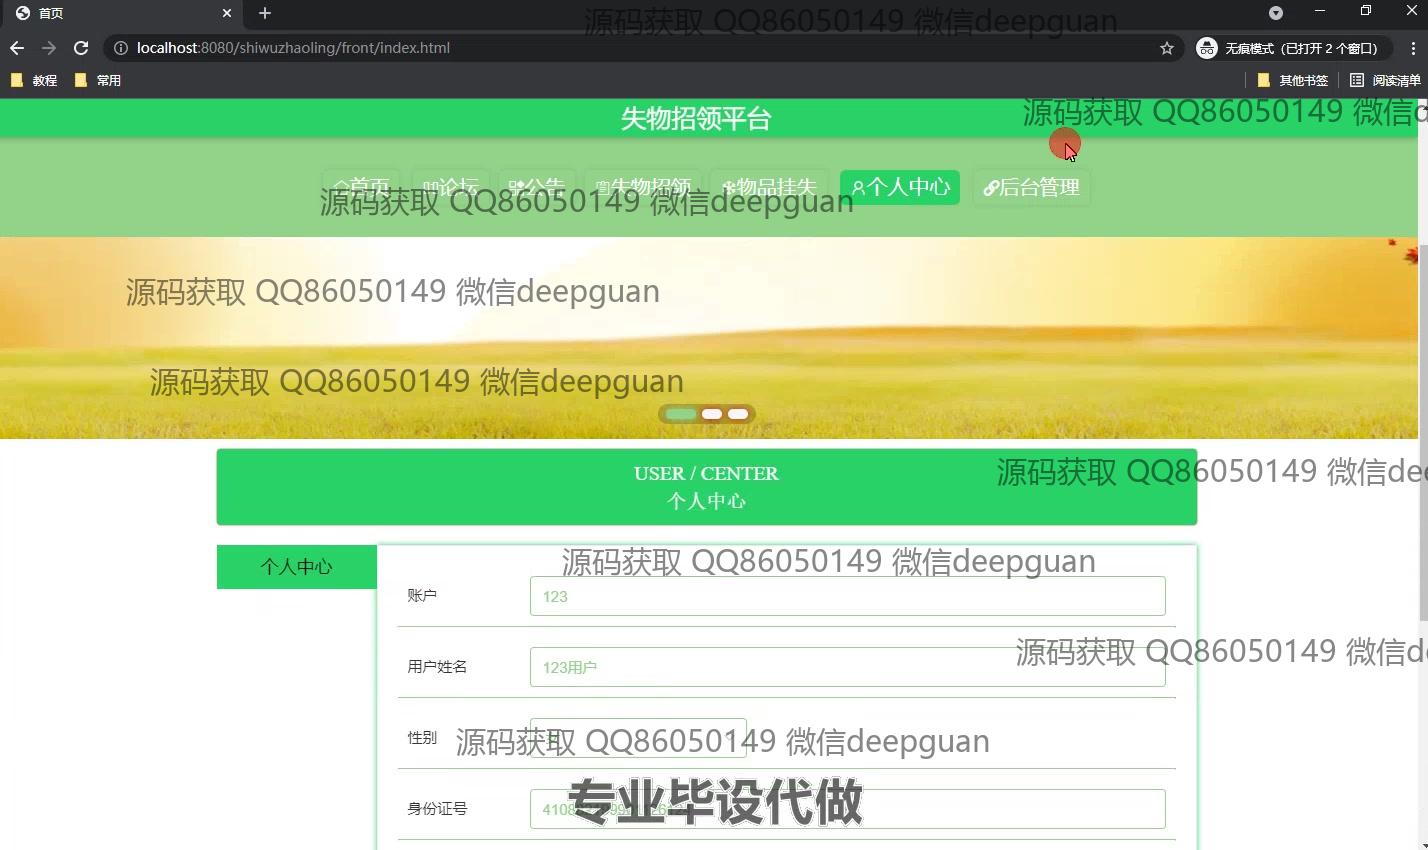 首页
源码获取 QQ86050149 微信deepguan
localhost:8080/shiwuzhaoling/front/index.html
无痕模式（已打开 2 个窗口）
教程 常用 其他书签 阅读清单
失物招领平台
源码获取 QQ86050149 微信d
首页 论坛 公告 失物招领 物品挂失 个人中心 后台管理
源码获取 QQ86050149 微信deepguan
源码获取 QQ86050149 微信deepguan
源码获取 QQ86050149 微信deepguan
USER / CENTER
源码获取 QQ86050149 微信dee
个人中心
个人中心
源码获取 QQ86050149 微信deepguan
账户 123
用户姓名 123用户
源码获取 QQ86050149 微信d
性别
源码获取 QQ86050149 微信deepguan
身份证号
专业毕设代做